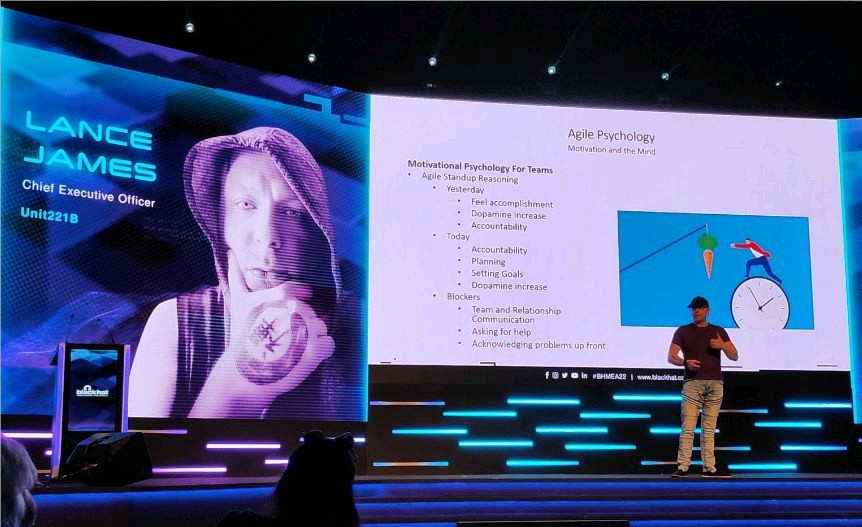 LANCE
JAMES
Chief Executive Officer
Unit221B
Agile Psychology
Motivation and the Mind
Motivational Psychology For Teams
• Agile Standup Reasoning
• Yesterday
• Feel accomplishment
• Dopamine Increase
• Accountability
• Today
• Accountability
• Planning
• Setting Goals
• Dopamine increase
• Blockers
• Team and Relationship
Communication
• Asking for help
• Acknowledging problems up front
#BHMEA22 | www.blackhat
blackhat